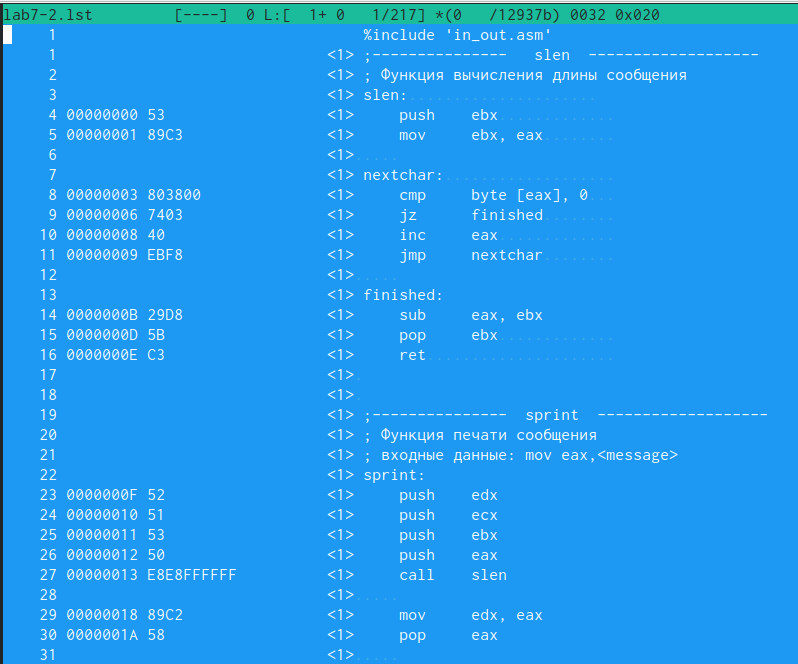 lab7-2.lst         [----]  0 L:[  1+ 0   1/217] *(0   /12937b) 0032 0x020
     1                                  %include 'in_out.asm'
     1                              <1> ;---------------   slen  -------------------
     2                              <1> ; Функция вычисления длины сообщения
     3                              <1> slen:.....................
     4 00000000 53                  <1>     push    ebx.............
     5 00000001 89C3                <1>     mov     ebx, eax........
     6                              <1>.....
     7                              <1> nextchar:...................
     8 00000003 803800              <1>     cmp     byte [eax], 0...
     9 00000006 7403                <1>     jz      finished........
    10 00000008 40                  <1>     inc     eax.............
    11 00000009 EBF8                <1>     jmp     nextchar........
    12                              <1>.....
    13                              <1> finished:
    14 0000000B 29D8                <1>     sub     eax, ebx
    15 0000000D 5B                  <1>     pop     ebx.............
    16 0000000E C3                  <1>     ret.....................
    17                              <1>.
    18                              <1>.
    19                              <1> ;---------------  sprint  -------------------
    20                              <1> ; Функция печати сообщения
    21                              <1> ; входные данные: mov eax,<message>
    22                              <1> sprint:
    23 0000000F 52                  <1>     push    edx
    24 00000010 51                  <1>     push    ecx
    25 00000011 53                  <1>     push    ebx
    26 00000012 50                  <1>     push    eax
    27 00000013 E8E8FFFFFF          <1>     call    slen
    28                              <1>.....
    29 00000018 89C2                <1>     mov     edx, eax
    30 0000001A 58                  <1>     pop     eax
    31                              <1>.....